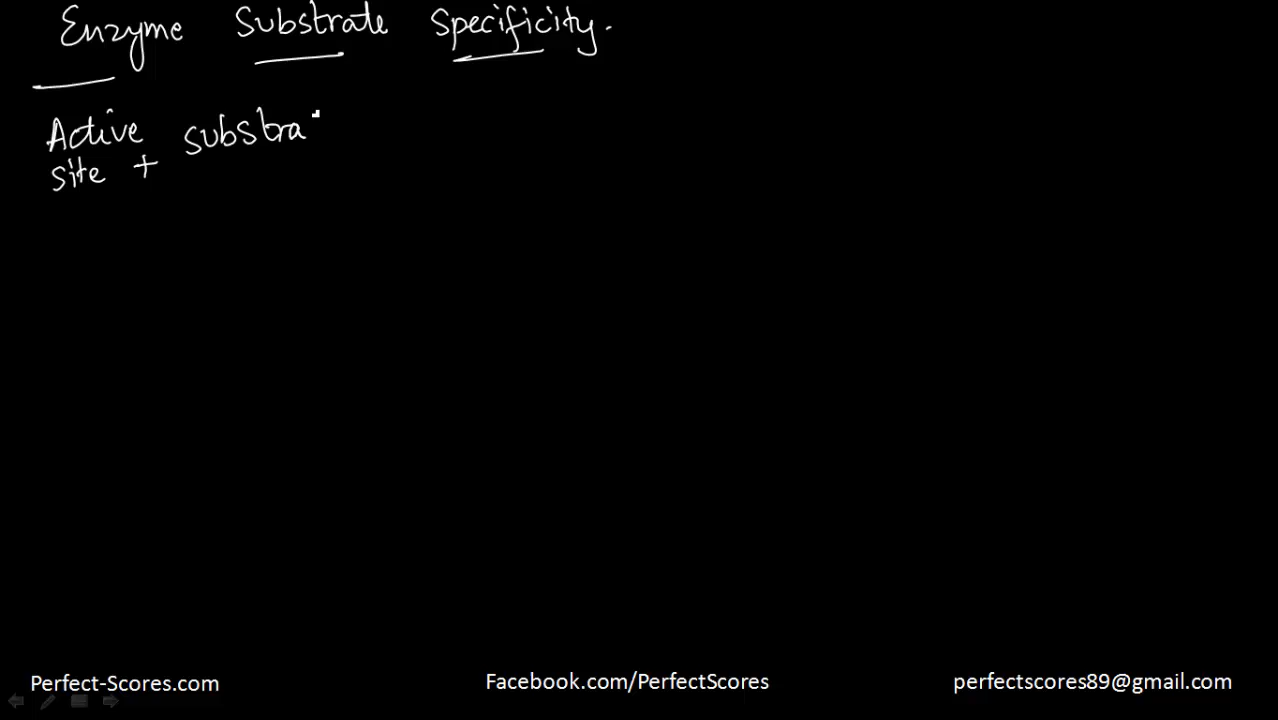 Enzyme Substrate Specificity.
Active substra
site +
Perfect-Scores.com
Facebook.com/PerfectScores
perfectscores89@gmail.com